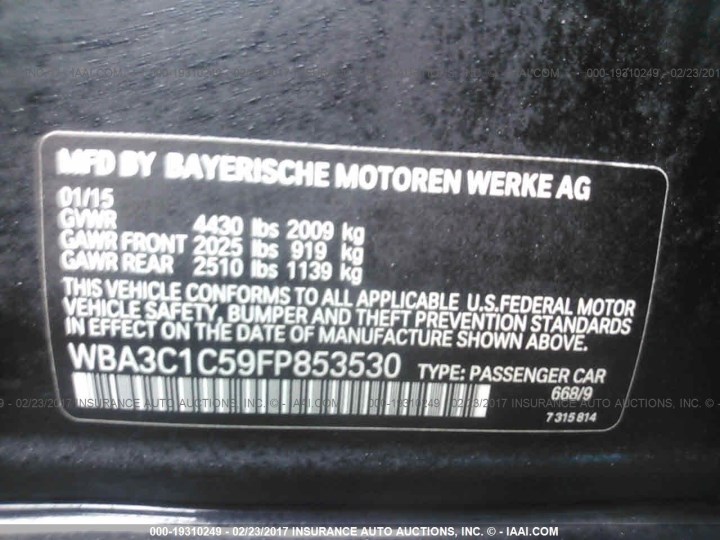 MFD BY BAYERISCHE MOTOREN WERKE AG
01/15
GVWR 4430 lbs 2009 kg
GAWR FRONT 2025 lbs 919 kg
GAWR REAR 2510 lbs 1139 kg
THIS VEHICLE CONFORMS TO ALL APPLICABLE U.S.FEDERAL MOTOR
VEHICLE SAFETY, BUMPER AND THEFT PREVENTION STANDARDS
IN EFFECT ON THE DATE OF MANUFACTURE SHOWN ABOVE.
WBA3C1C59FP853530 TYPE: PASSENGER CAR
668/9
7 315 814
000-19310249 - 02/23/2017 INSURANCE AUTO AUCTIONS, INC. © - IAAI.COM